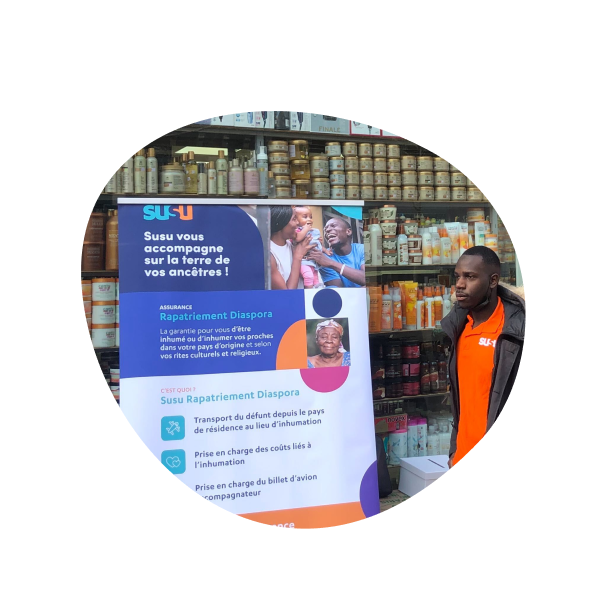 susu
Susu vous
accompagne
sur la terre de
vos ancêtres !
ASSURANCE
Rapatriement Diaspora
La garantie pour vous d'être
inhumé ou d'inhumer vos proches
dans votre pays d'origine et selon
vos rites culturels et religieux.
C'EST QUOI ?
Susu Rapatriement Diaspora
Transport du défunt depuis le pays
de résidence au lieu d'inhumation
Prise en charge des coûts liés à
l'inhumation
Prise en charge du billet d'avion
susu